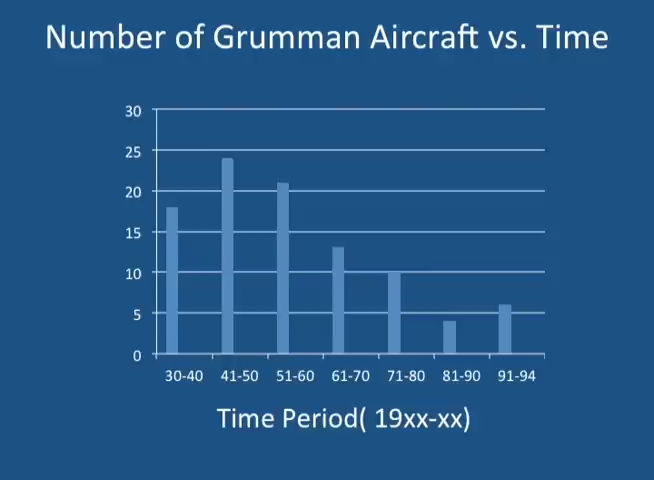 Number of Grumman Aircraft vs. Time
30
25
20
15
10
5
0
30-40 41-50 51-60 61-70 71-80 81-90 91-94
Time Period( 19xx-xx)